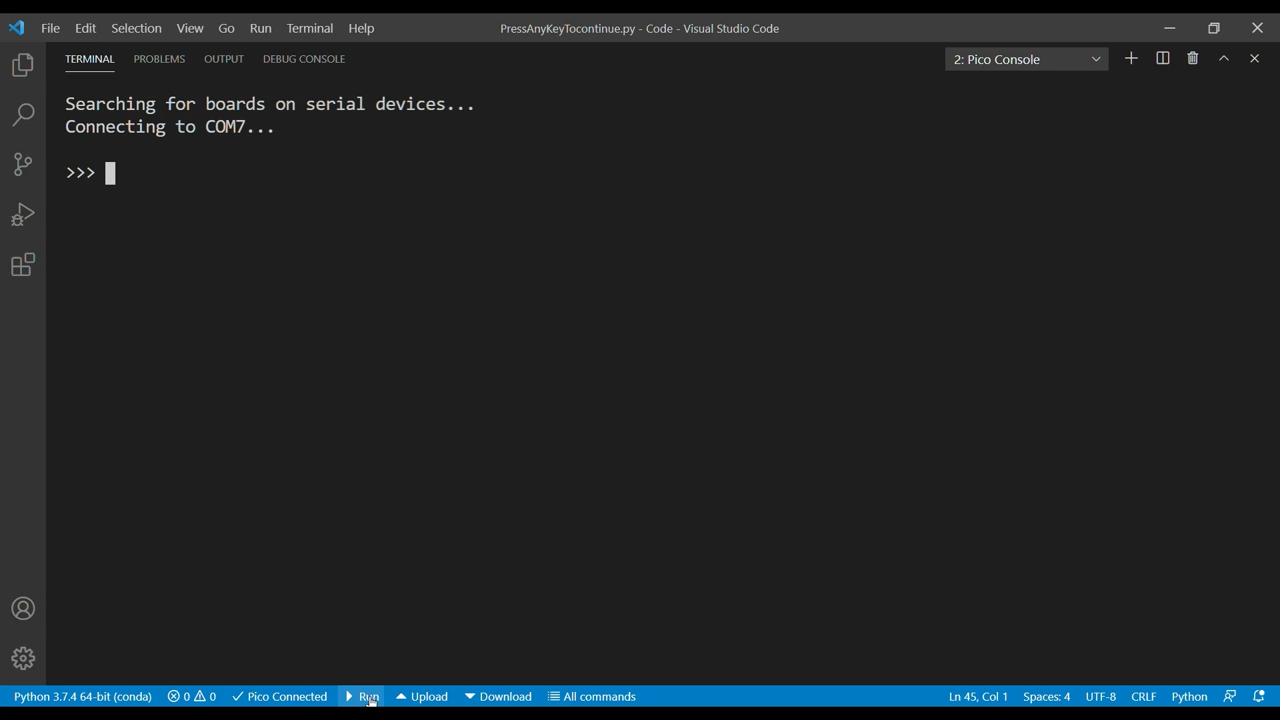 File Edit Selection View Go Run Terminal Help PressAnyKeyTocontinue.py - Code - Visual Studio Code
TERMINAL PROBLEMS OUTPUT DEBUG CONSOLE 2: Pico Console
Searching for boards on serial devices...
Connecting to COM7...
>>>
Python 3.7.4 64-bit (conda) 0 0 Pico Connected Run Upload Download All commands Ln 45, Col 1 Spaces: 4 UTF-8 CRLF Python